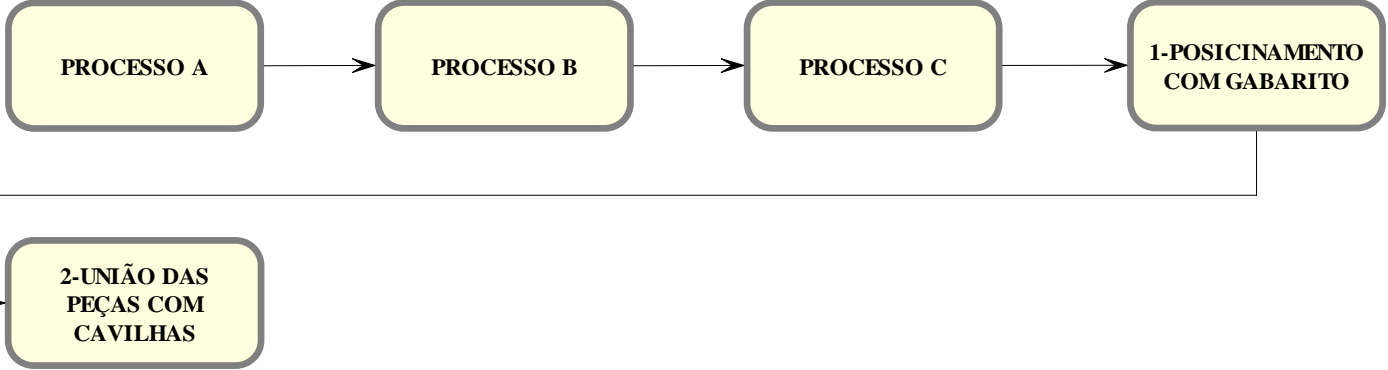 PROCESSO A
PROCESSO B
PROCESSO C
1-POSICINAMENTO
COM GABARITO
2-UNIÃO DAS
PEÇAS COM
CAVILHAS